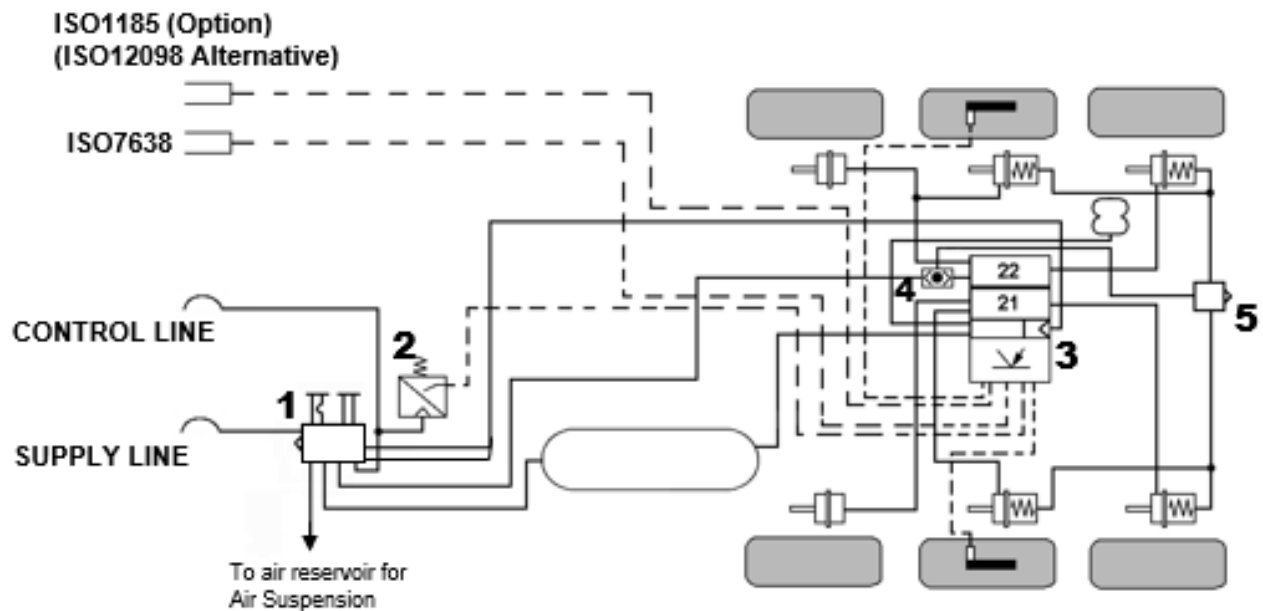 ISO1185 (Option)
(ISO12098 Alternative)
ISO7638
CONTROL LINE
2
1
SUPPLY LINE
To air reservoir for
Air Suspension
22
4
21
5
3